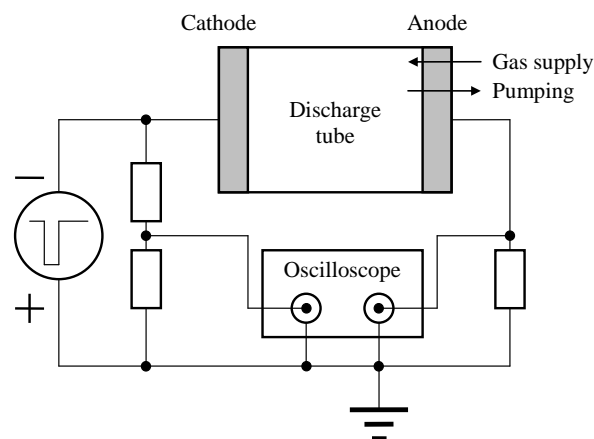 Cathode
Anode
Gas supply
Pumping
Discharge
tube
−
+
Oscilloscope